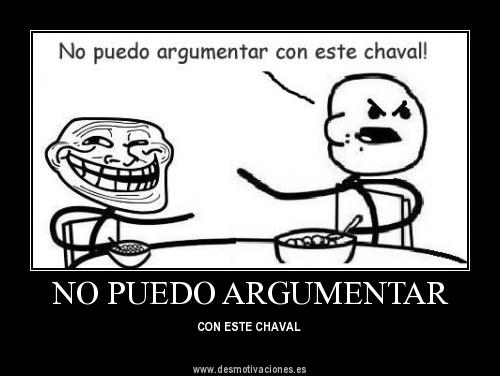 No puedo argumentar con este chaval!
NO PUEDO ARGUMENTAR
CON ESTE CHAVAL
www.desmotivaciones.es